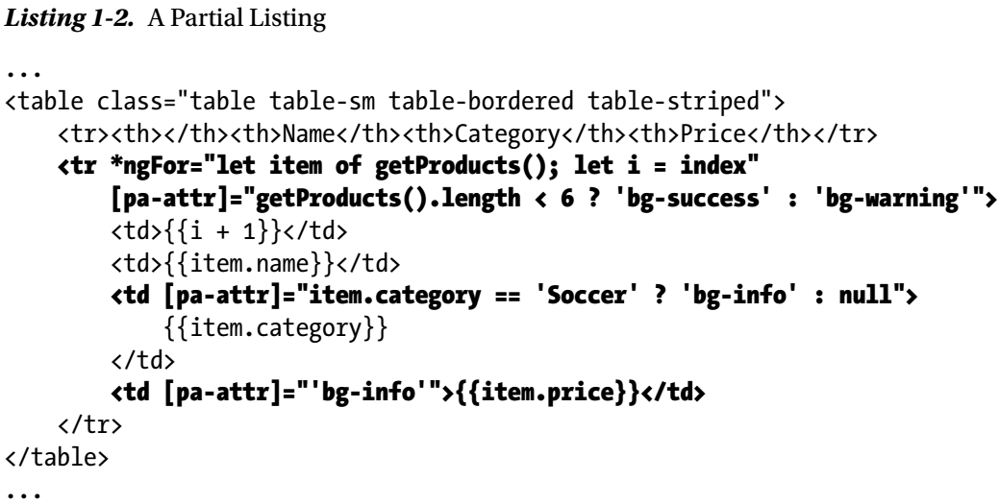 Listing 1-2. A Partial Listing
...
<table class="table table-sm table-bordered table-striped">
    <tr><th></th><th>Name</th><th>Category</th><th>Price</th></tr>
    <tr *ngFor="let item of getProducts(); let i = index"
        [pa-attr]="getProducts().length < 6 ? 'bg-success' : 'bg-warning'">
        <td>{{i + 1}}</td>
        <td>{{item.name}}</td>
        <td [pa-attr]="item.category == 'Soccer' ? 'bg-info' : null">
            {{item.category}}
        </td>
        <td [pa-attr]="'bg-info'">{{item.price}}</td>
    </tr>
</table>
...